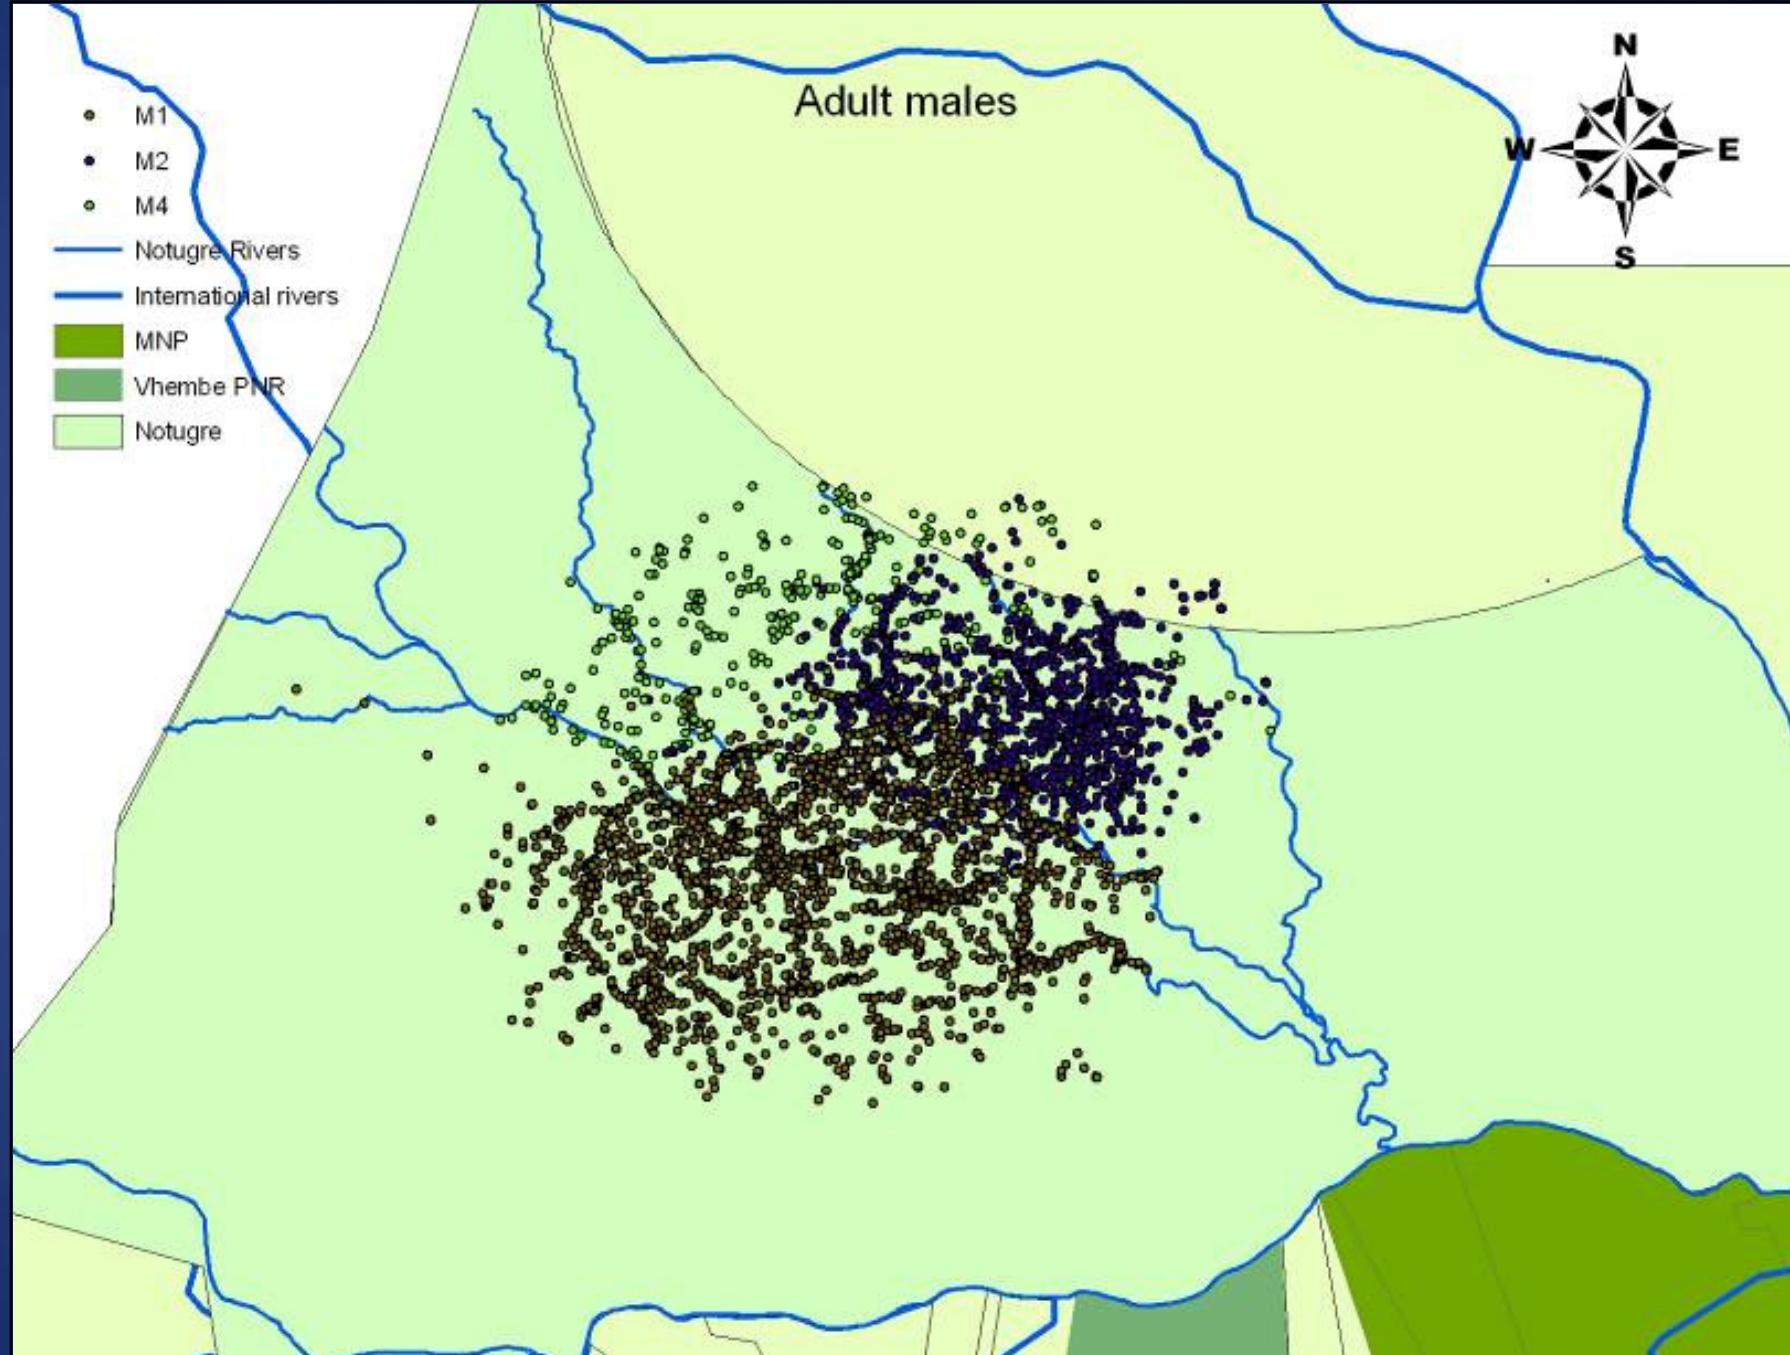 Adult males
M1
M2
M4
Notugre Rivers
International rivers
MNP
Vhembe PNR
Notugre
N
W
E
S